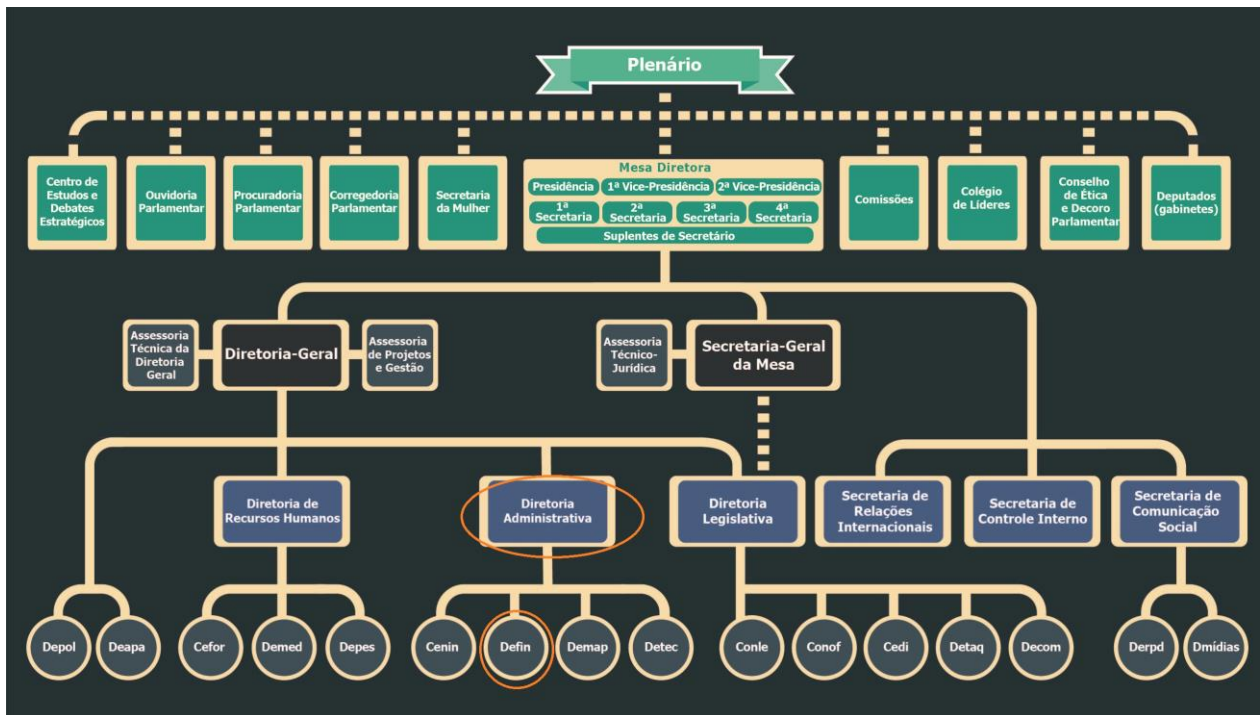 Plenário
Centro de
Estudos e
Debates
Estratégicos
Ouvidoria
Parlamentar
Procuradoria
Parlamentar
Corregedoria
Parlamentar
Secretaria
da Mulher
Mesa Diretora
Presidência
1ª Vice-Presidência
2ª Vice-Presidência
1ª
Secretaria
2ª
Secretaria
3ª
Secretaria
4ª
Secretaria
Suplentes de Secretário
Comissões
Colégio
de Líderes
Conselho
de Ética
e Decoro
Parlamentar
Deputados
(gabinetes)
Assessoria
Técnica da
Diretoria
Geral
Diretoria-Geral
Assessoria
de Projetos
e Gestão
Assessoria
Técnico-
Jurídica
Secretaria-Geral
da Mesa
Diretoria de
Recursos Humanos
Diretoria
Administrativa
Diretoria
Legislativa
Secretaria de
Relações
Internacionais
Secretaria de
Controle Interno
Secretaria de
Comunicação
Social
Depol
Deapa
Cefor
Demed
Depes
Cenin
Defin
Demap
Detec
Conle
Conof
Cedi
Detaq
Decom
Derpd
Dmídias